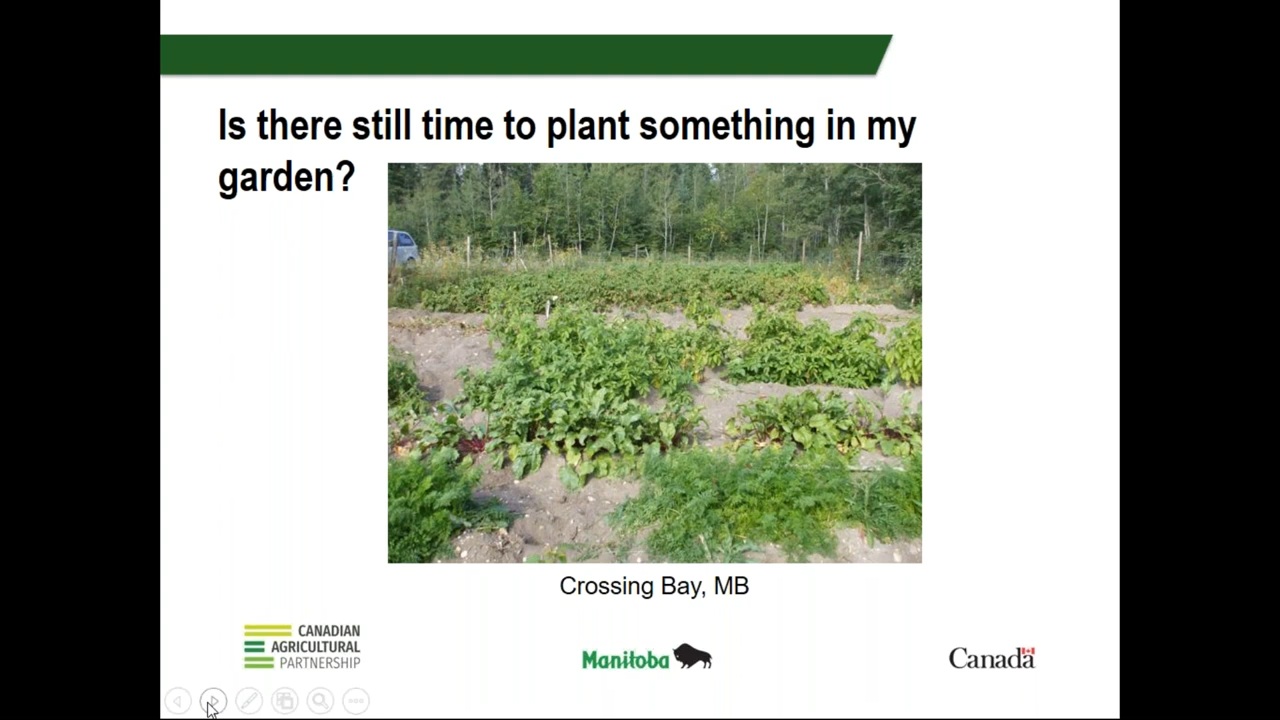 Is there still time to plant something in my
garden?
Crossing Bay, MB
CANADIAN
AGRICULTURAL
PARTNERSHIP
Manitoba
Canada